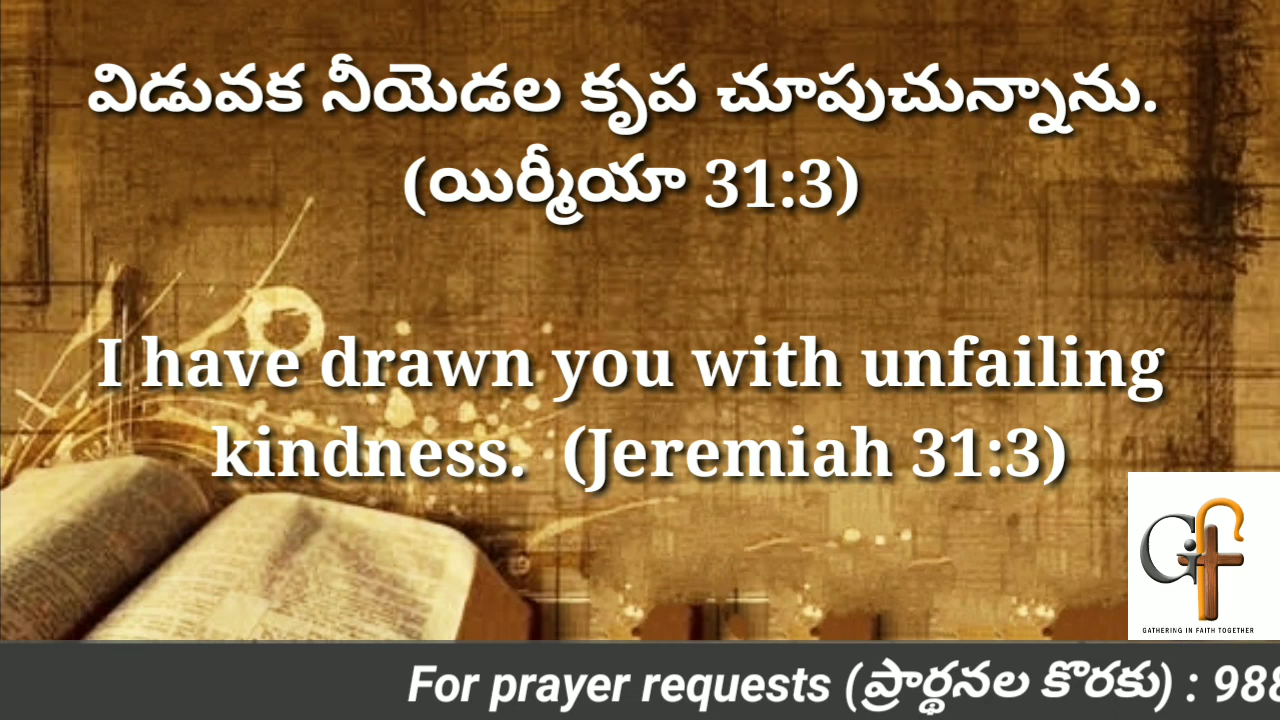 విడువక నీయెడల కృప చూపుచున్నాను.
(యిర్మీయా 31:3)
I have drawn you with unfailing
kindness. (Jeremiah 31:3)
GATHERING IN FAITH TOGETHER
For prayer requests (ప్రార్థనల కొరకు) : 988